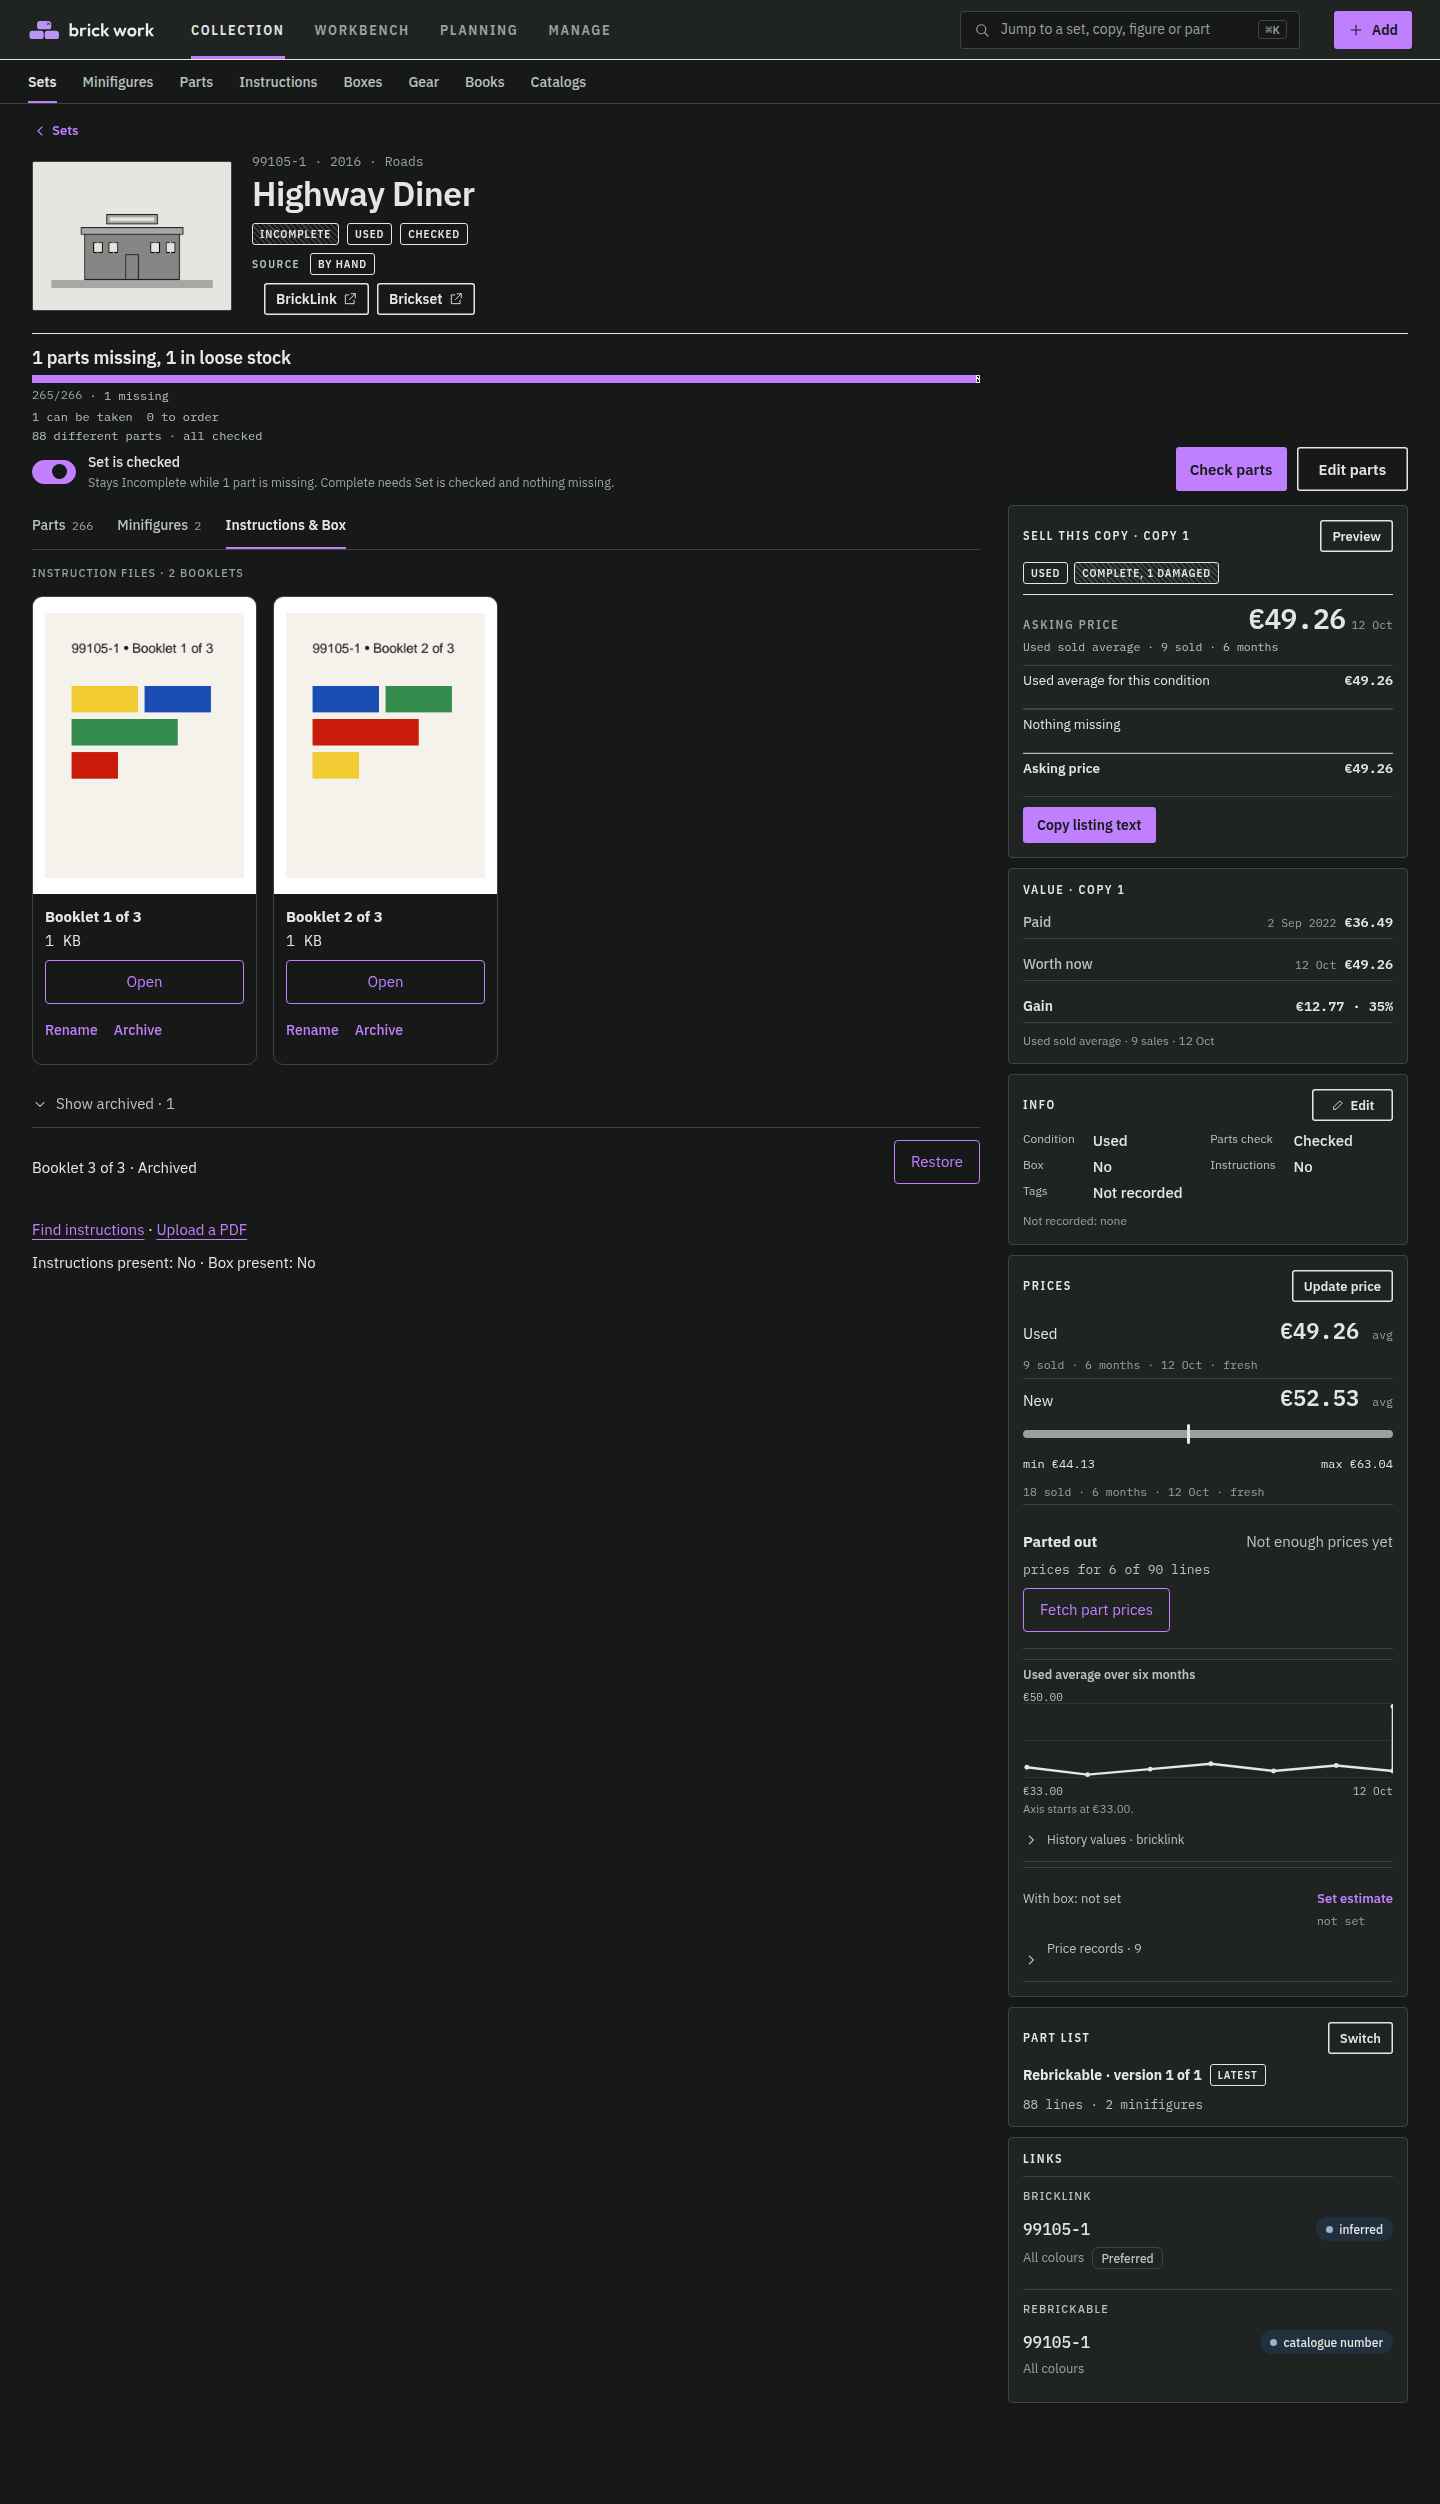 brick work
COLLECTION WORKBENCH PLANNING MANAGE
Jump to a set, copy, figure or part ⌘K
Add
Sets Minifigures Parts Instructions Boxes Gear Books Catalogs
Sets
99105-1 · 2016 · Roads
Highway Diner
INCOMPLETE USED CHECKED
SOURCE BY HAND
BrickLink Brickset
1 parts missing, 1 in loose stock
265/266 · 1 missing
1 can be taken 0 to order
88 different parts · all checked
Set is checked
Stays Incomplete while 1 part is missing. Complete needs Set is checked and nothing missing.
Check parts Edit parts
Parts 266 Minifigures 2 Instructions & Box
INSTRUCTION FILES · 2 BOOKLETS
99105-1 • Booklet 1 of 3
Booklet 1 of 3
1 KB
Open
Rename Archive
99105-1 • Booklet 2 of 3
Booklet 2 of 3
1 KB
Open
Rename Archive
Show archived · 1
Booklet 3 of 3 · Archived
Restore
Find instructions · Upload a PDF
Instructions present: No · Box present: No
SELL THIS COPY · COPY 1
Preview
USED COMPLETE, 1 DAMAGED
ASKING PRICE €49.26 12 Oct
Used sold average · 9 sold · 6 months
Used average for this condition €49.26
Nothing missing
Asking price €49.26
Copy listing text
VALUE · COPY 1
Paid 2 Sep 2022 €36.49
Worth now 12 Oct €49.26
Gain €12.77 · 35%
Used sold average · 9 sales · 12 Oct
INFO
Edit
Condition Used Parts check Checked
Box No Instructions No
Tags Not recorded
Not recorded: none
PRICES
Update price
Used €49.26 avg
9 sold · 6 months · 12 Oct · fresh
New €52.53 avg
min €44.13 max €63.04
18 sold · 6 months · 12 Oct · fresh
Parted out Not enough prices yet
prices for 6 of 90 lines
Fetch part prices
Used average over six months
€50.00
€33.00 12 Oct
Axis starts at €33.00.
History values · bricklink
With box: not set Set estimate
not set
Price records · 9
PART LIST
Switch
Rebrickable · version 1 of 1 LATEST
88 lines · 2 minifigures
LINKS
BRICKLINK
99105-1 inferred
All colours Preferred
REBRICKABLE
99105-1 catalogue number
All colours